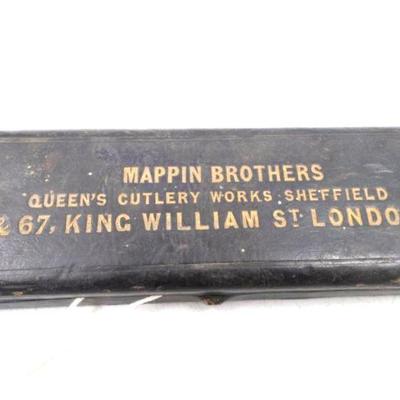 MAPPIN BROTHERS
QUEEN'S CUTLERY WORKS SHEFFIELD
& 67, KING WILLIAM ST LONDO